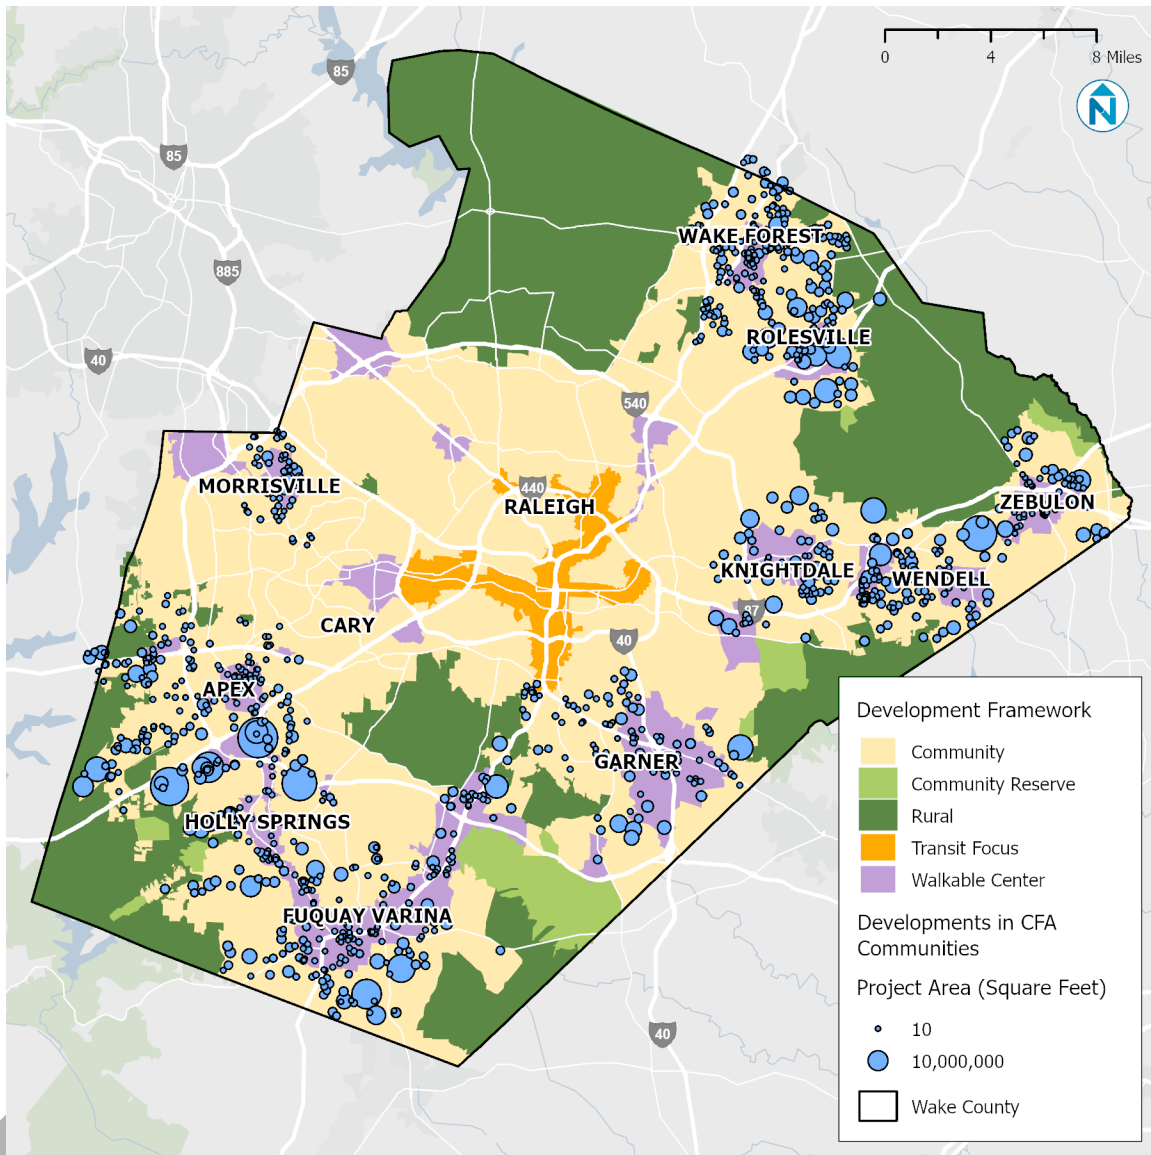 0 4 8 Miles
N
85
85
885
40
WAKE FOREST
ROLESVILLE
540
MORRISVILLE
440
RALEIGH
ZEBULON
KNIGHTDALE
WENDELL
87
CARY
40
APEX
GARNER
HOLLY SPRINGS
FUQUAY VARINA
40
Development Framework
Community
Community Reserve
Rural
Transit Focus
Walkable Center
Developments in CFA
Communities
Project Area (Square Feet)
10
10,000,000
Wake County